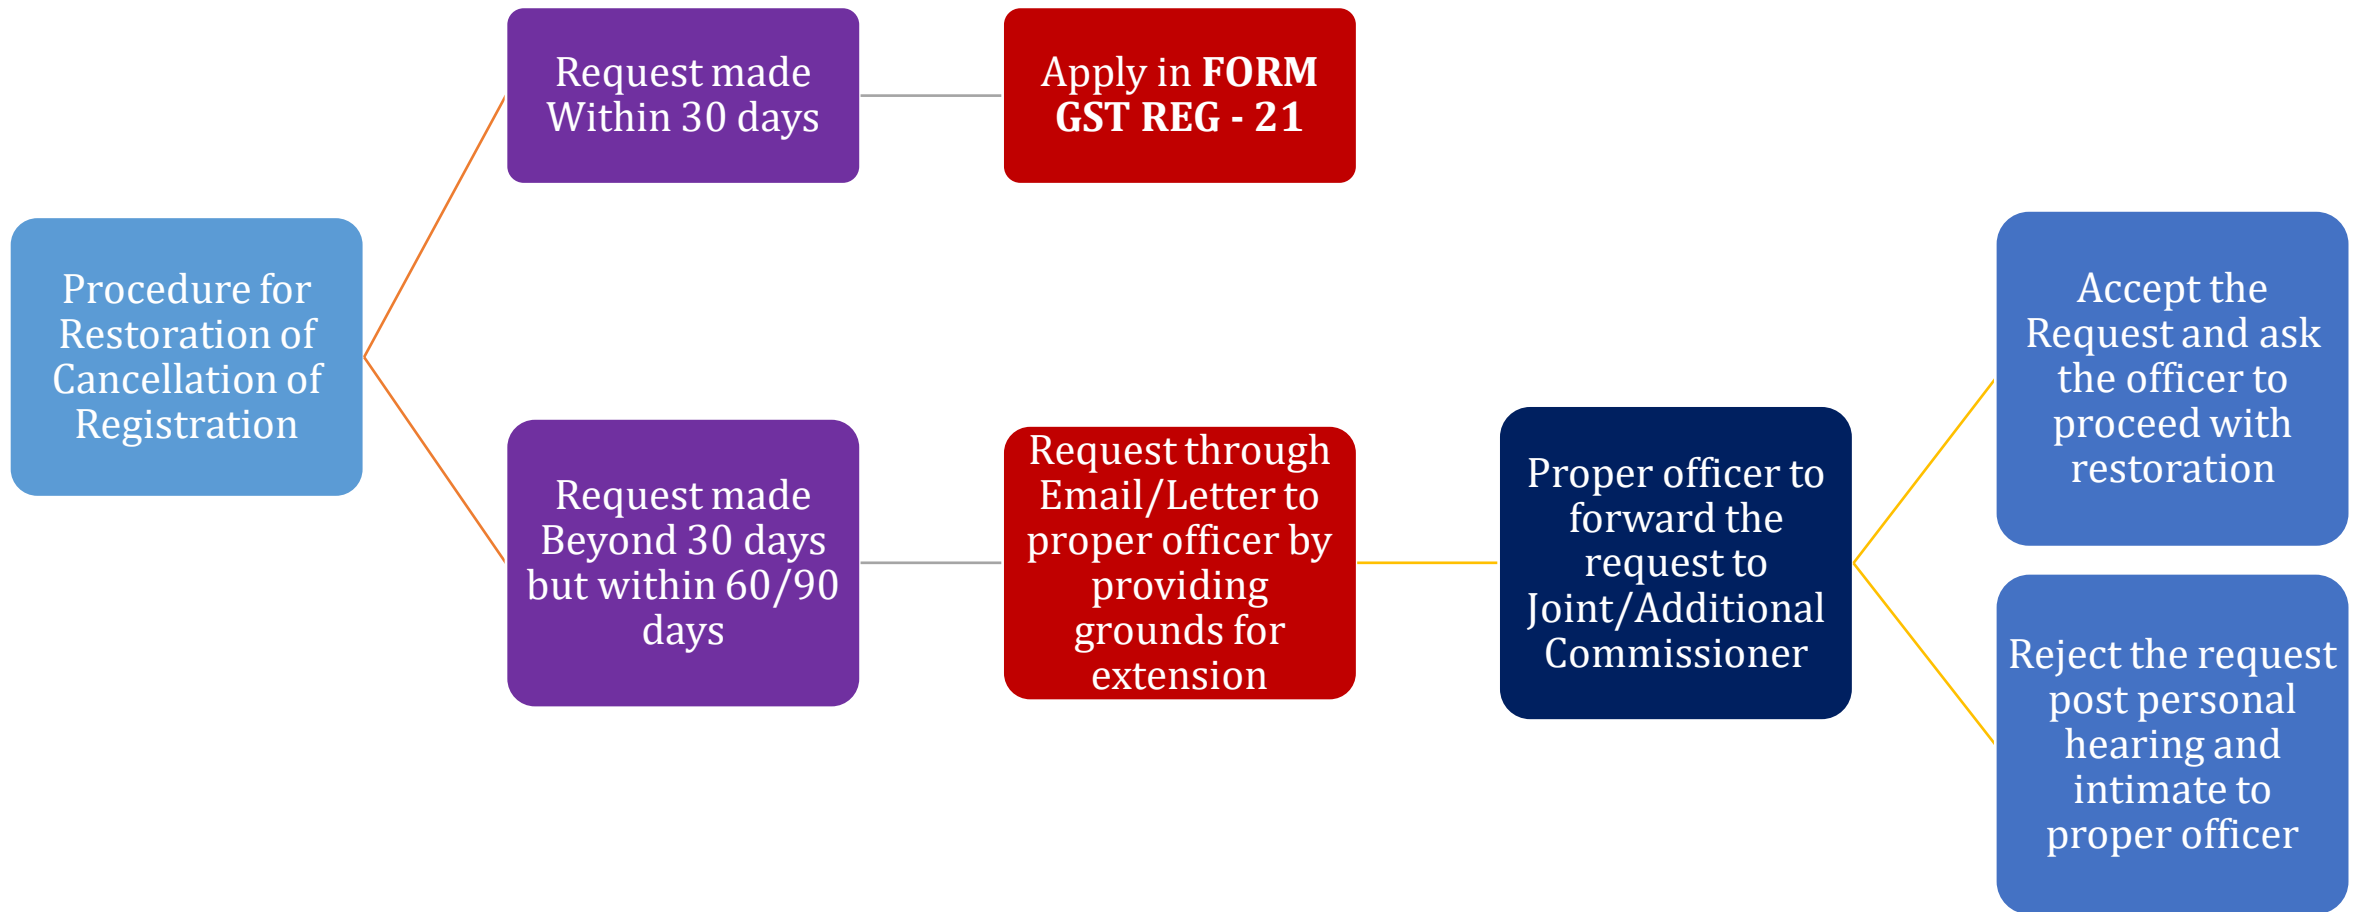 Procedure for
Restoration of
Cancellation of
Registration
Request made
Within 30 days
Apply in FORM
GST REG - 21
Request made
Beyond 30 days
but within 60/90
days
Request through
Email/Letter to
proper officer by
providing
grounds for
extension
Proper officer to
forward the
request to
Joint/Additional
Commissioner
Accept the
Request and ask
the officer to
proceed with
restoration
Reject the request
post personal
hearing and
intimate to
proper officer